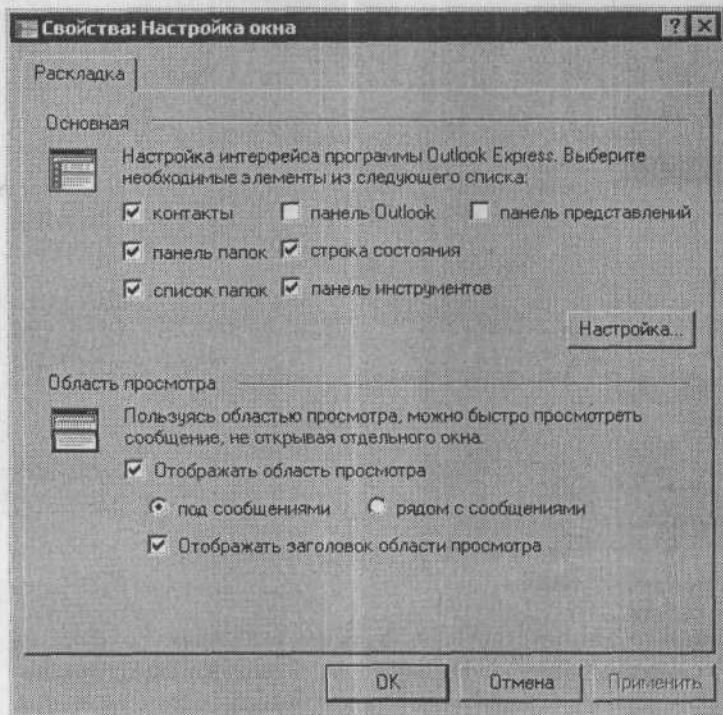 Свойства: Настройка окна
Раскладка
Основная
Настройка интерфейса программы Outlook Express. Выберите
необходимые элементы из следующего списка:
контакты панель Outlook панель представлений
панель папок строка состояния
список папок панель инструментов
Настройка...
Область просмотра
Пользуясь областью просмотра, можно быстро просмотреть
сообщение, не открывая отдельного окна.
Отображать область просмотра
под сообщениями рядом с сообщениями
Отображать заголовок области просмотра
OK Отмена Применить